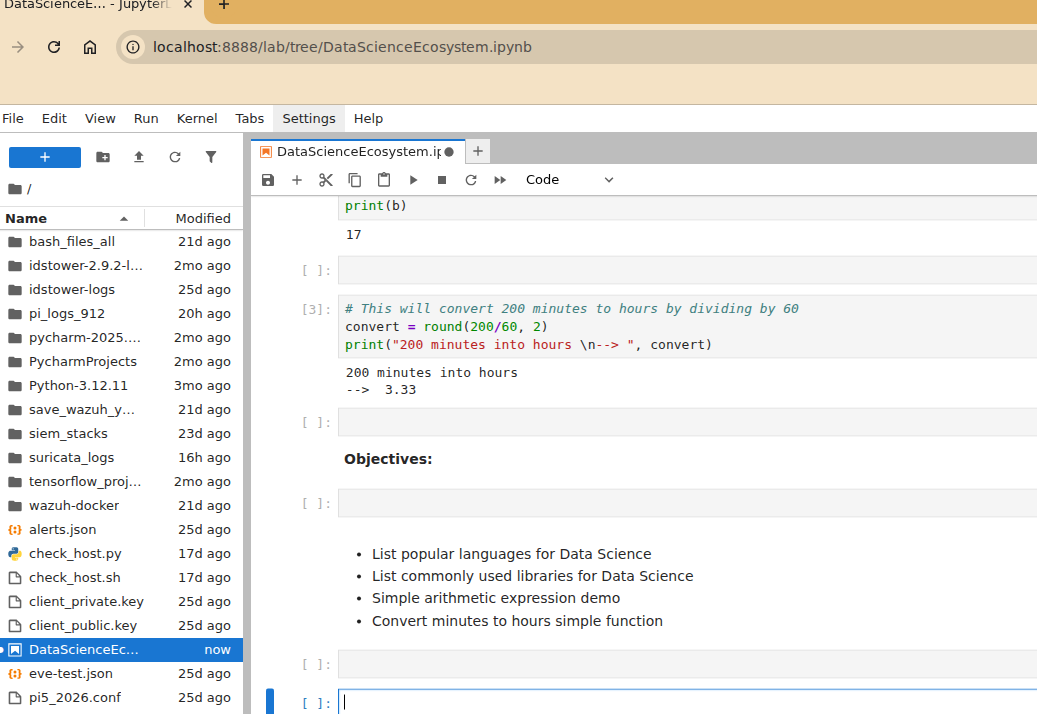 DataScienceE... - JupyterL
localhost:8888/lab/tree/DataScienceEcosystem.ipynb
File Edit View Run Kernel Tabs Settings Help
DataScienceEcosystem.ip
Code
/
Name Modified
bash_files_all 21d ago
idstower-2.9.2-l... 2mo ago
idstower-logs 25d ago
pi_logs_912 20h ago
pycharm-2025.... 2mo ago
PycharmProjects 2mo ago
Python-3.12.11 3mo ago
save_wazuh_y... 21d ago
siem_stacks 23d ago
suricata_logs 16h ago
tensorflow_proj... 2mo ago
wazuh-docker 21d ago
alerts.json 25d ago
check_host.py 17d ago
check_host.sh 17d ago
client_private.key 25d ago
client_public.key 25d ago
DataScienceEc... now
eve-test.json 25d ago
pi5_2026.conf 25d ago
print(b)
17
[ ]:
[3]: # This will convert 200 minutes to hours by dividing by 60
convert = round(200/60, 2)
print("200 minutes into hours \n--> ", convert)
200 minutes into hours
-->  3.33
[ ]:
Objectives:
[ ]:
• List popular languages for Data Science
• List commonly used libraries for Data Science
• Simple arithmetic expression demo
• Convert minutes to hours simple function
[ ]:
[ ]: